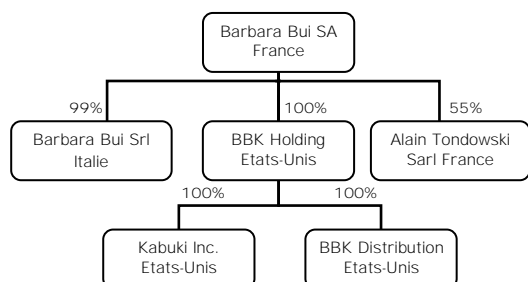 Barbara Bui SA
France
99%
100%
55%
Barbara Bui Srl
Italie
BBK Holding
Etats-Unis
Alain Tondowski
Sarl France
100%
100%
Kabuki Inc.
Etats-Unis
BBK Distribution
Etats-Unis